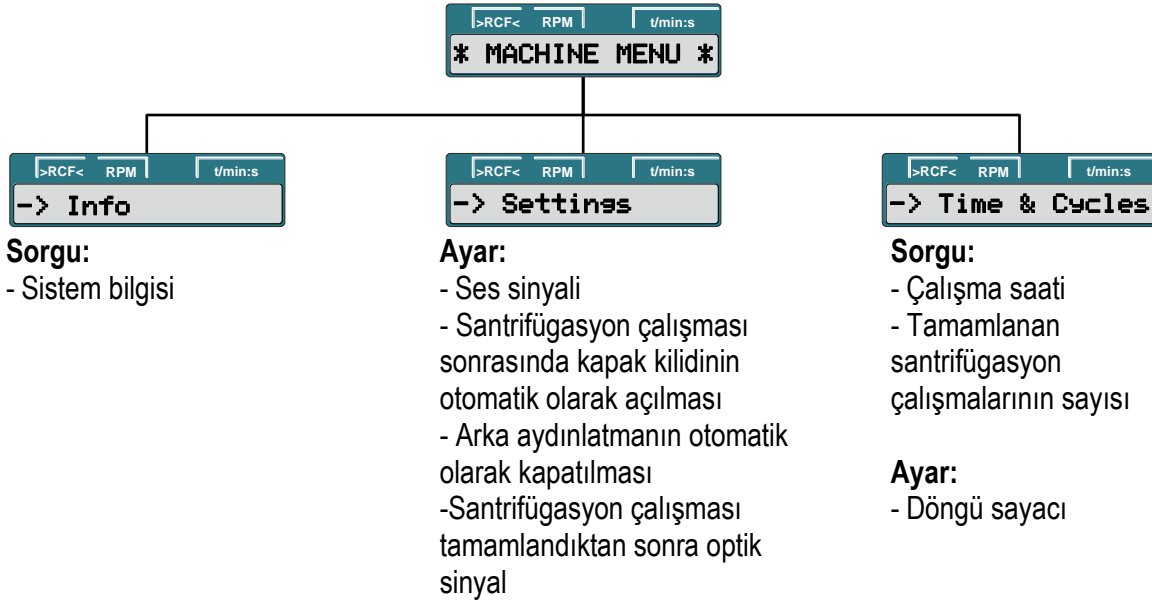 >RCF< RPM t/min:s
* MACHINE MENU *
>RCF< RPM t/min:s
-> Info
Sorgu:
- Sistem bilgisi
>RCF< RPM t/min:s
-> Settings
Ayar:
- Ses sinyali
- Santrifügasyon çalışması
sonrasında kapak kilidinin
otomatik olarak açılması
- Arka aydınlatmanın otomatik
olarak kapatılması
-Santrifügasyon çalışması
tamamlandıktan sonra optik
sinyal
>RCF< RPM t/min:s
-> Time & Cycles
Sorgu:
- Çalışma saati
- Tamamlanan
santrifügasyon
çalışmalarının sayısı
Ayar:
- Döngü sayacı